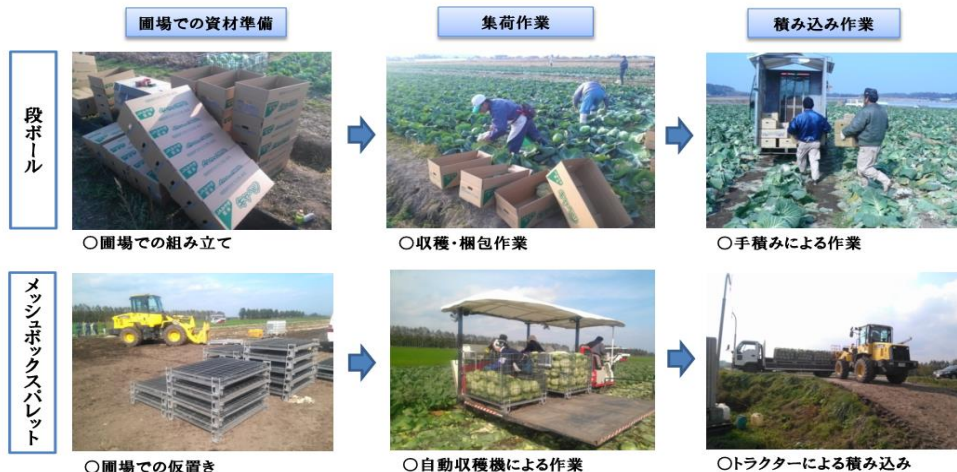 圃場での資材準備
集荷作業
積み込み作業
段ボール
○圃場での組み立て
○収穫・梱包作業
○手積みによる作業
メッシュボックスパレット
○圃場での仮置き
○自動収穫機による作業
○トラクターによる積み込み